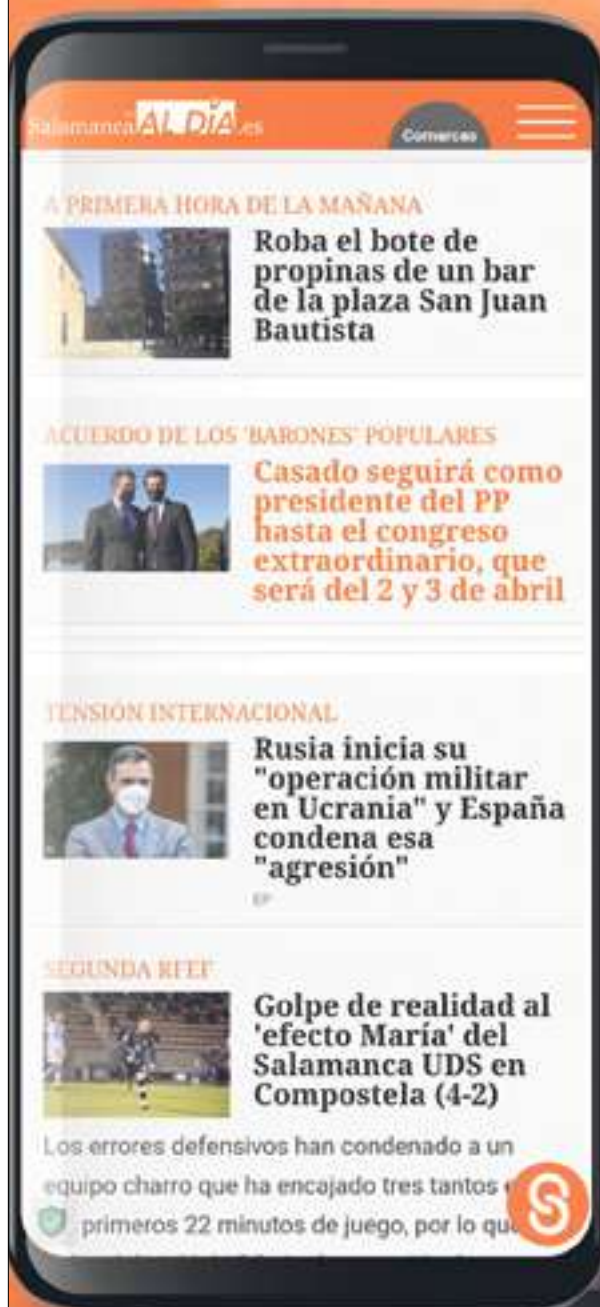 Salamanca AL DÍA.es
Comarcas
A PRIMERA HORA DE LA MAÑANA
Roba el bote de
propinas de un bar
de la plaza San Juan
Bautista
ACUERDO DE LOS 'BARONES' POPULARES
Casado seguirá como
presidente del PP
hasta el congreso
extraordinario, que
será del 2 y 3 de abril
TENSIÓN INTERNACIONAL
Rusia inicia su
"operación militar
en Ucrania" y España
condena esa
"agresión"
EP
SEGUNDA RFEF
Golpe de realidad al
'efecto María' del
Salamanca UDS en
Compostela (4-2)
Los errores defensivos han condenado a un
equipo charro que ha encajado tres tantos
primeros 22 minutos de juego, por lo que
S